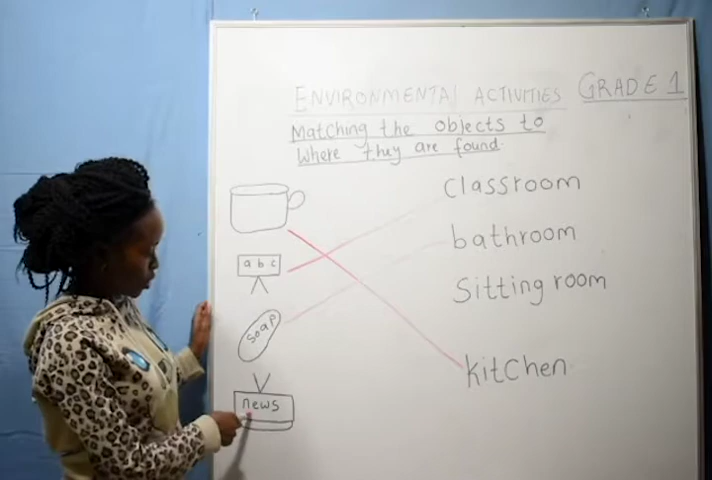 ENVIRONMENTAL ACTIVITIES GRADE 1
Matching the objects to
Where they are found.
classroom
a b c
bathroom
soap
Sitting room
kitchen
news